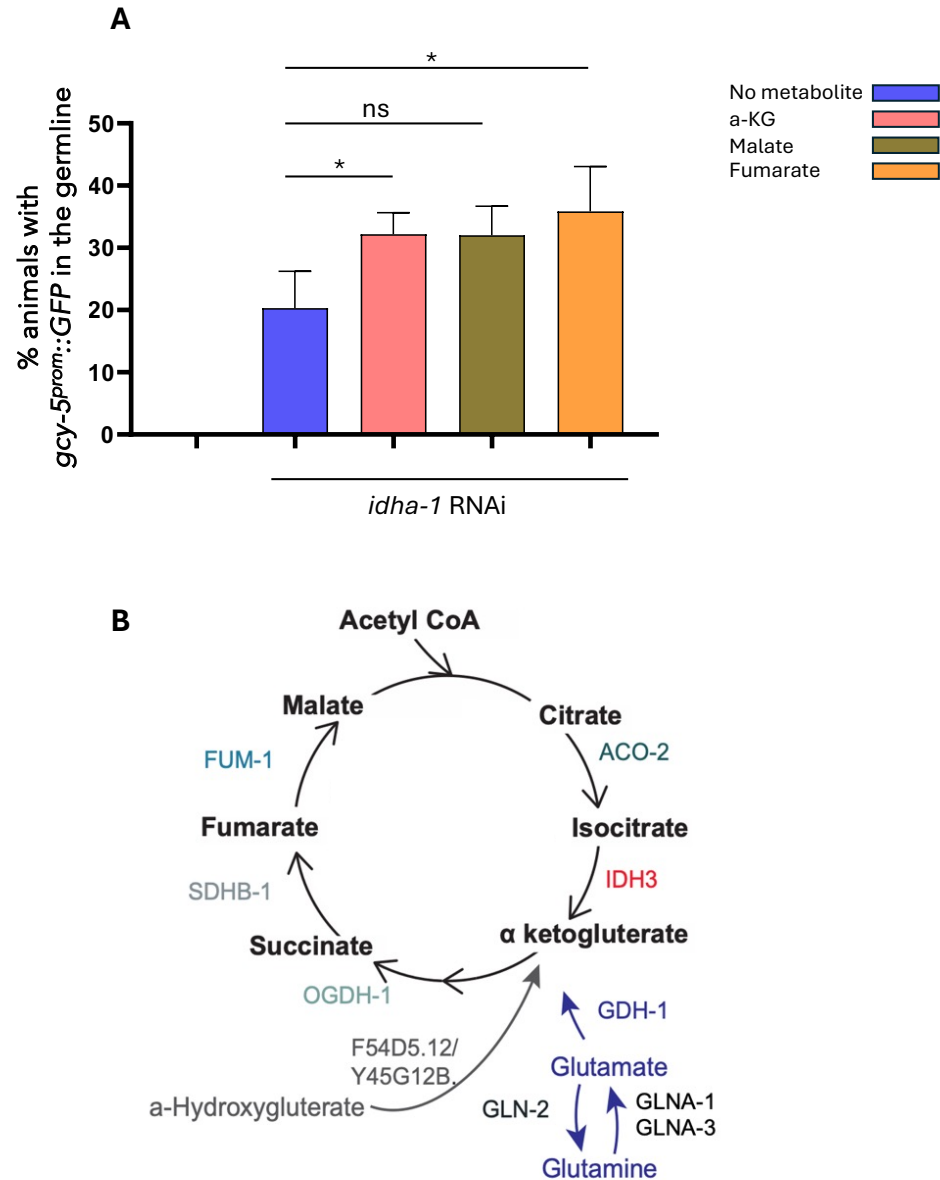 A
*
ns
*
No metabolite
a-KG
Malate
Fumarate
% animals with
gcy-5prom::GFP in the germline
50
40
30
20
10
0
idha-1 RNAi
B
Acetyl CoA
Malate
Citrate
FUM-1
ACO-2
Fumarate
Isocitrate
SDHB-1
IDH3
Succinate
α ketogluterate
OGDH-1
GDH-1
F54D5.12/
Y45G12B.
Glutamate
a-Hydroxygluterate
GLN-2
GLNA-1
GLNA-3
Glutamine